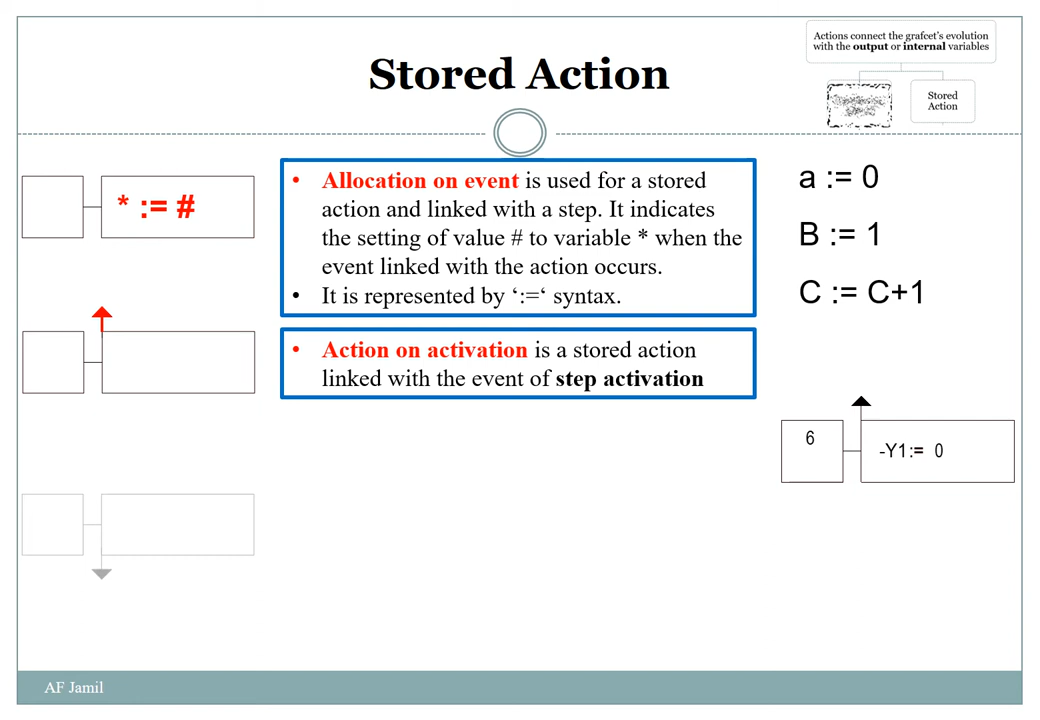 Actions connect the grafcet's evolution
with the output or internal variables
Stored
Action
Stored Action
* := #
• Allocation on event is used for a stored
action and linked with a step. It indicates
the setting of value # to variable * when the
event linked with the action occurs.
• It is represented by ‘:=‘ syntax.
a := 0
B := 1
C := C+1
• Action on activation is a stored action
linked with the event of step activation
6
-Y1:= 0
AF Jamil